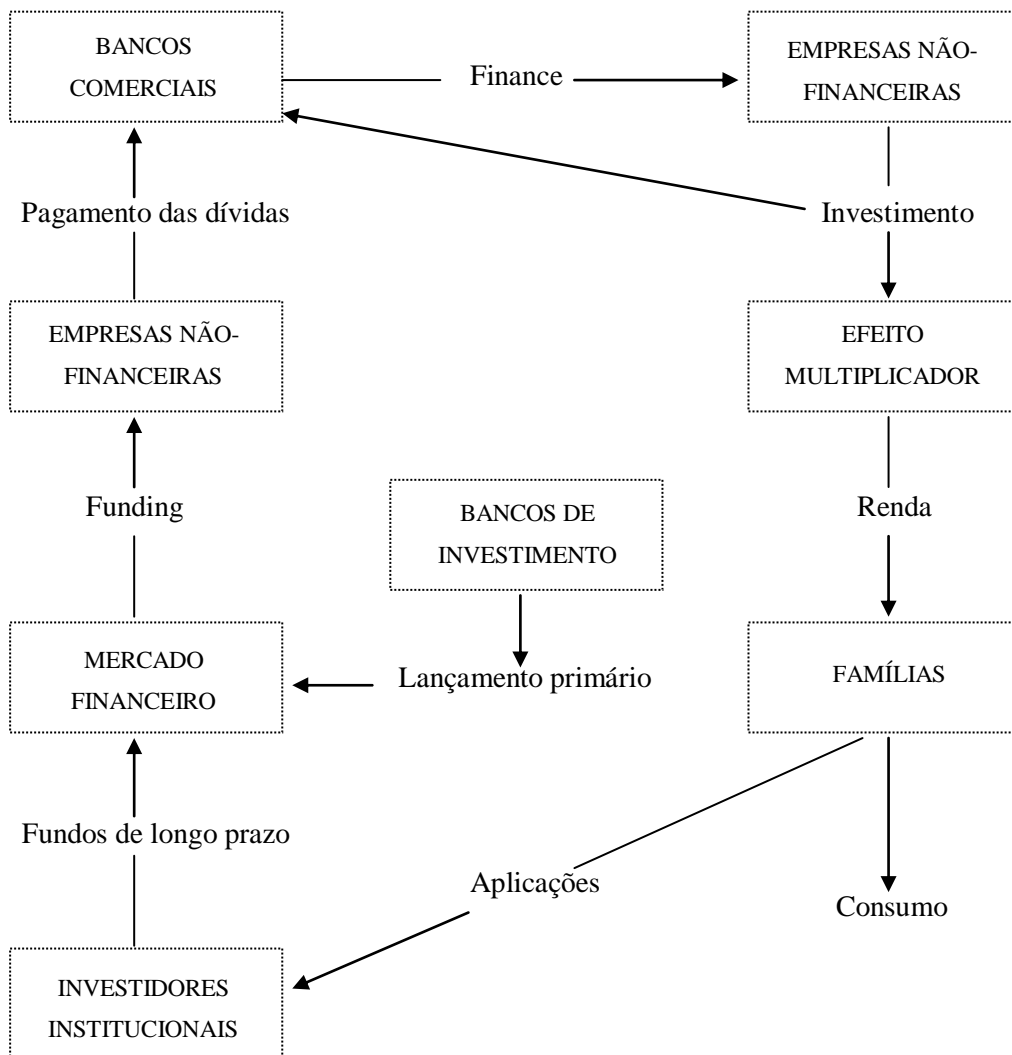 BANCOS
COMERCIAIS
Finance
EMPRESAS NÃO-
FINANCEIRAS
Pagamento das dívidas
Investimento
EMPRESAS NÃO-
FINANCEIRAS
EFEITO
MULTIPLICADOR
Funding
BANCOS DE
INVESTIMENTO
Renda
MERCADO
FINANCEIRO
Lançamento primário
FAMÍLIAS
Fundos de longo prazo
Aplicações
Consumo
INVESTIDORES
INSTITUCIONAIS